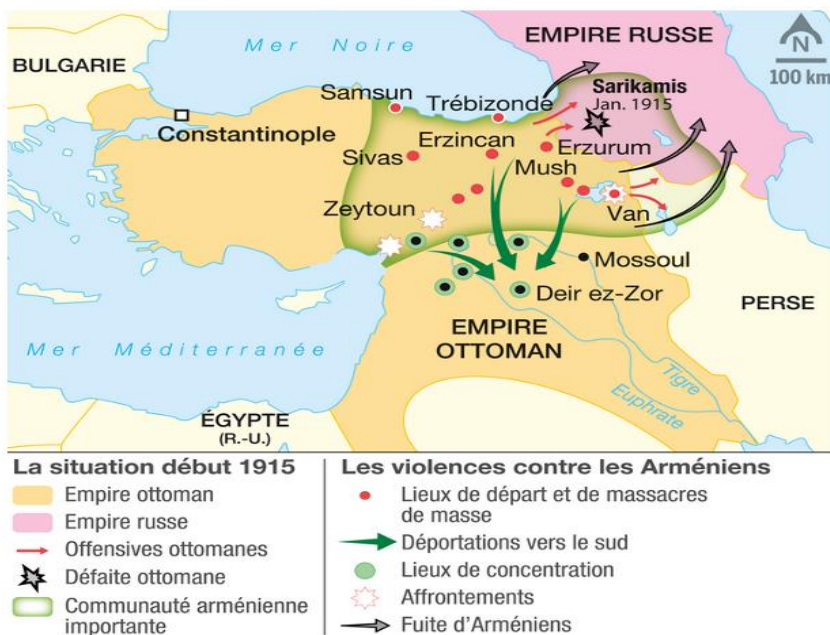 Mer Noire
EMPIRE RUSSE
N
100 km
BULGARIE
Samsun
Trébizonde
Sarikamis
Jan. 1915
Constantinople
Erzincan
Erzurum
Sivas
Mush
Zeytoun
Van
Mossoul
Deir ez-Zor
PERSE
EMPIRE
OTTOMAN
Mer Méditerranée
Tigre
Euphrate
ÉGYPTE
(R.-U.)
La situation début 1915
Empire ottoman
Empire russe
Offensives ottomanes
Défaite ottomane
Communauté arménienne
importante
Les violences contre les Arméniens
Lieux de départ et de massacres
de masse
Déportations vers le sud
Lieux de concentration
Affrontements
Fuite d'Arméniens